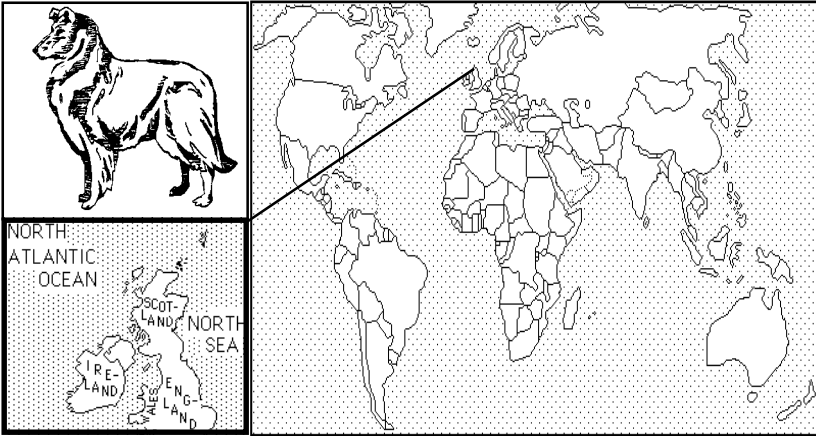 NORTH
ATLANTIC
OCEAN
SCOT-
LAND
NORTH
SEA
IRE-
LAND
WALES
ENG-
LAND